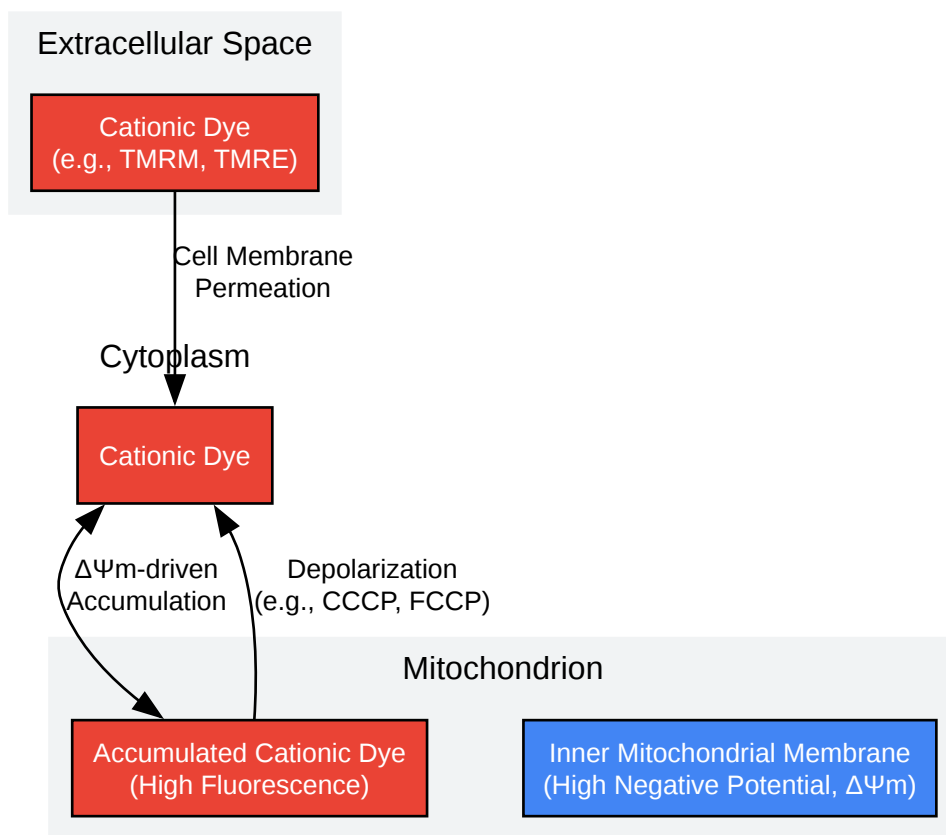 Extracellular Space
Cationic Dye
(e.g., TMRM, TMRE)
Cell Membrane
Permeation
Cytoplasm
Cationic Dye
ΔΨm-driven
Accumulation
Depolarization
(e.g., CCCP, FCCP)
Mitochondrion
Accumulated Cationic Dye
(High Fluorescence)
Inner Mitochondrial Membrane
(High Negative Potential, ΔΨm)